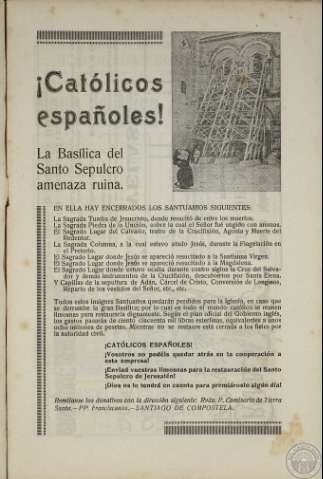 ¡Católicos
españoles!
La Basílica del
Santo Sepulcro
amenaza ruina.
EN ELLA HAY ENCERRADOS LOS SANTUARIOS SIGUIENTES:
La Sagrada Tumba de Jesucristo, donde resucitó de entre los muertos.
La Sagrada Piedra de la Unción, sobre la cual el Señor fué ungido con aromas.
El Sagrado Lugar del Calvario, teatro de la Crucifixión, Agonía y Muerte del
Redentor.
La Sagrada Columna, a la cual estuvo atado Jesús, durante la Flagelación en
el Pretorio.
El Sagrado Lugar donde Jesús se apareció resucitado a la Santísima Virgen.
El Sagrado Lugar donde Jesús se apareció resucitado a la Magdalena.
El Sagrado Lugar donde estuvo oculta durante cuatro siglos la Cruz del Salva-
dor y demás instrumentos de la Crucifixión, descubiertos por Santa Elena.
Y Capillas de la sepultura de Adán, Cárcel de Cristo, Conversión de Longinos,
Reparto de los vestidos del Señor, etc., etc.
Todos estos insignes Santuarios quedarán perdidos para la Iglesia, en caso que
se derrumbe la gran Basílica; por lo cual en todo el mundo católico se reunen
limosnas para restaurarla dignamente. Según el plan oficial del Gobierno inglés,
los gastos pasarán de ciento cincuenta mil libras esterlinas, equivalentes a unos
ocho millones de pesetas. Mientras no se restaure está cerrada a los fieles por
la autoridad civil.
¡CATÓLICOS ESPAÑOLES!
¡Vosotros no podéis quedar atrás en la cooperación a
esta empresa!
¡Enviad vuestras limosnas para la restauración del Santo
Sepulcro de Jerusalén!
¡Dios os lo tendrá en cuenta para premiároslo algún día!
Remítanse los donativos con la dirección siguiente: Rvdo. P. Comisario de Tierra
Santa.—PP. Franciscanos.—SANTIAGO DE COMPOSTELA.